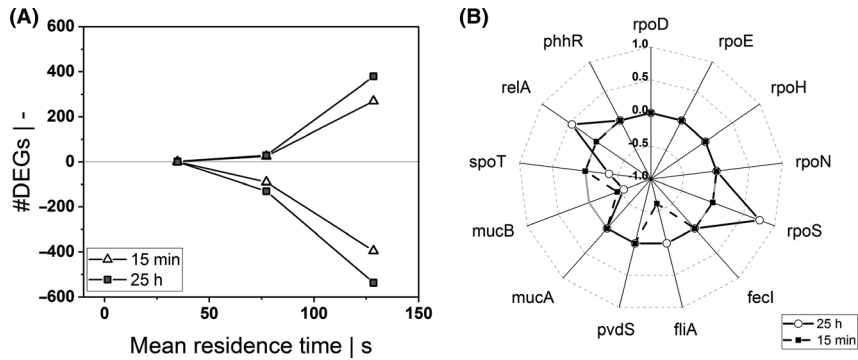 (A)
600
400
200
0
−200
−400
−600
#DEGs | -
0 50 100 150
Mean residence time | s
15 min
25 h
(B)
rpoD
rpoE
rpoH
rpoN
rpoS
fecI
fliA
pvdS
mucA
mucB
spoT
relA
phhR
1.0
0.5
0.0
-0.5
-1.0
25 h
15 min